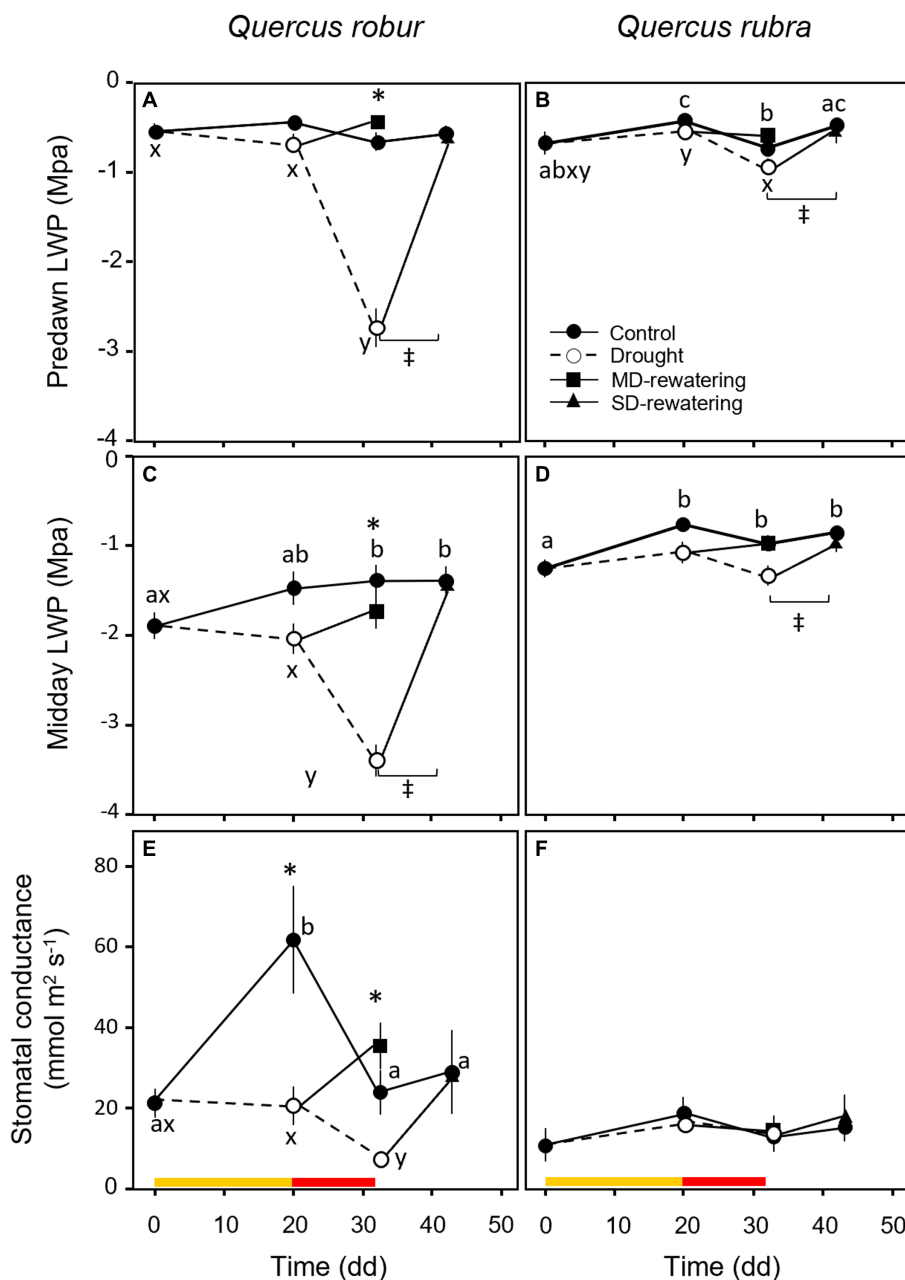 Quercus robur
Quercus rubra
Predawn LWP (Mpa)
0
-1
-2
-3
-4
A
*
x
x
y
‡
B
c
b
ac
abxy
y
x
‡
Control
Drought
MD-rewatering
SD-rewatering
Midday LWP (Mpa)
0
-1
-2
-3
-4
C
*
ax
ab
b
b
x
y
‡
D
a
b
b
b
‡
Stomatal conductance
(mmol m² s⁻¹)
80
60
40
20
0
E
*
b
*
a
a
ax
x
y
F
0 10 20 30 40 50
0 10 20 30 40 50
Time (dd)
Time (dd)